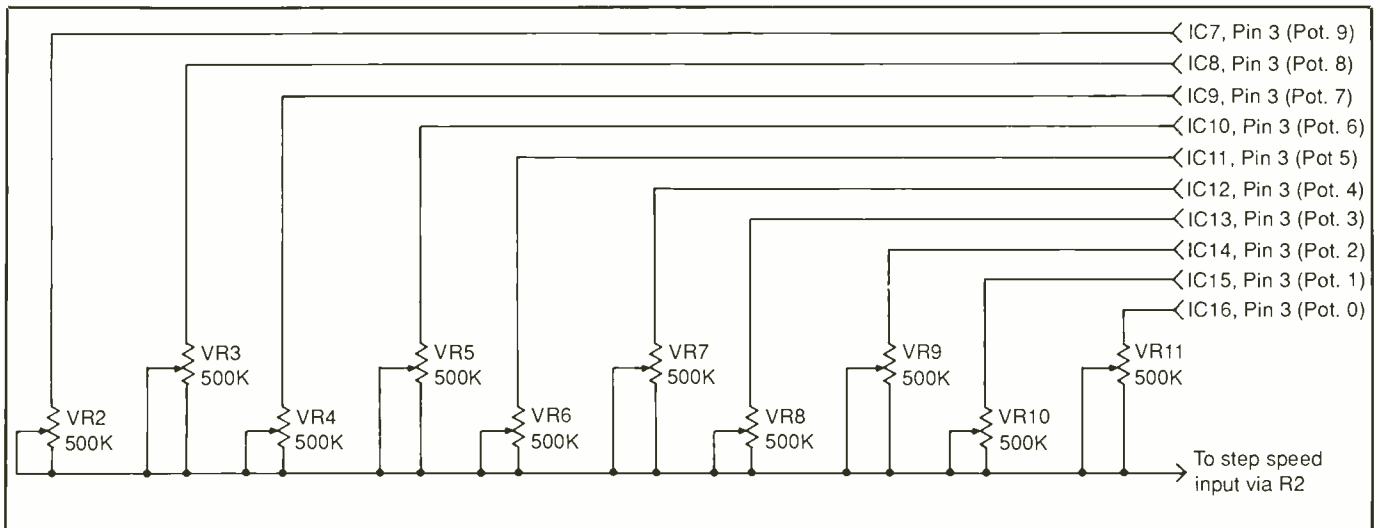 IC7, Pin 3 (Pot. 9)
IC8, Pin 3 (Pot. 8)
IC9, Pin 3 (Pot. 7)
IC10, Pin 3 (Pot. 6)
IC11, Pin 3 (Pot 5)
IC12, Pin 3 (Pot. 4)
IC13, Pin 3 (Pot. 3)
IC14, Pin 3 (Pot. 2)
IC15, Pin 3 (Pot. 1)
IC16, Pin 3 (Pot. 0)
VR3
500K
VR5
500K
VR7
500K
VR9
500K
VR11
500K
VR2
500K
VR4
500K
VR6
500K
VR8
500K
VR10
500K
To step speed
input via R2